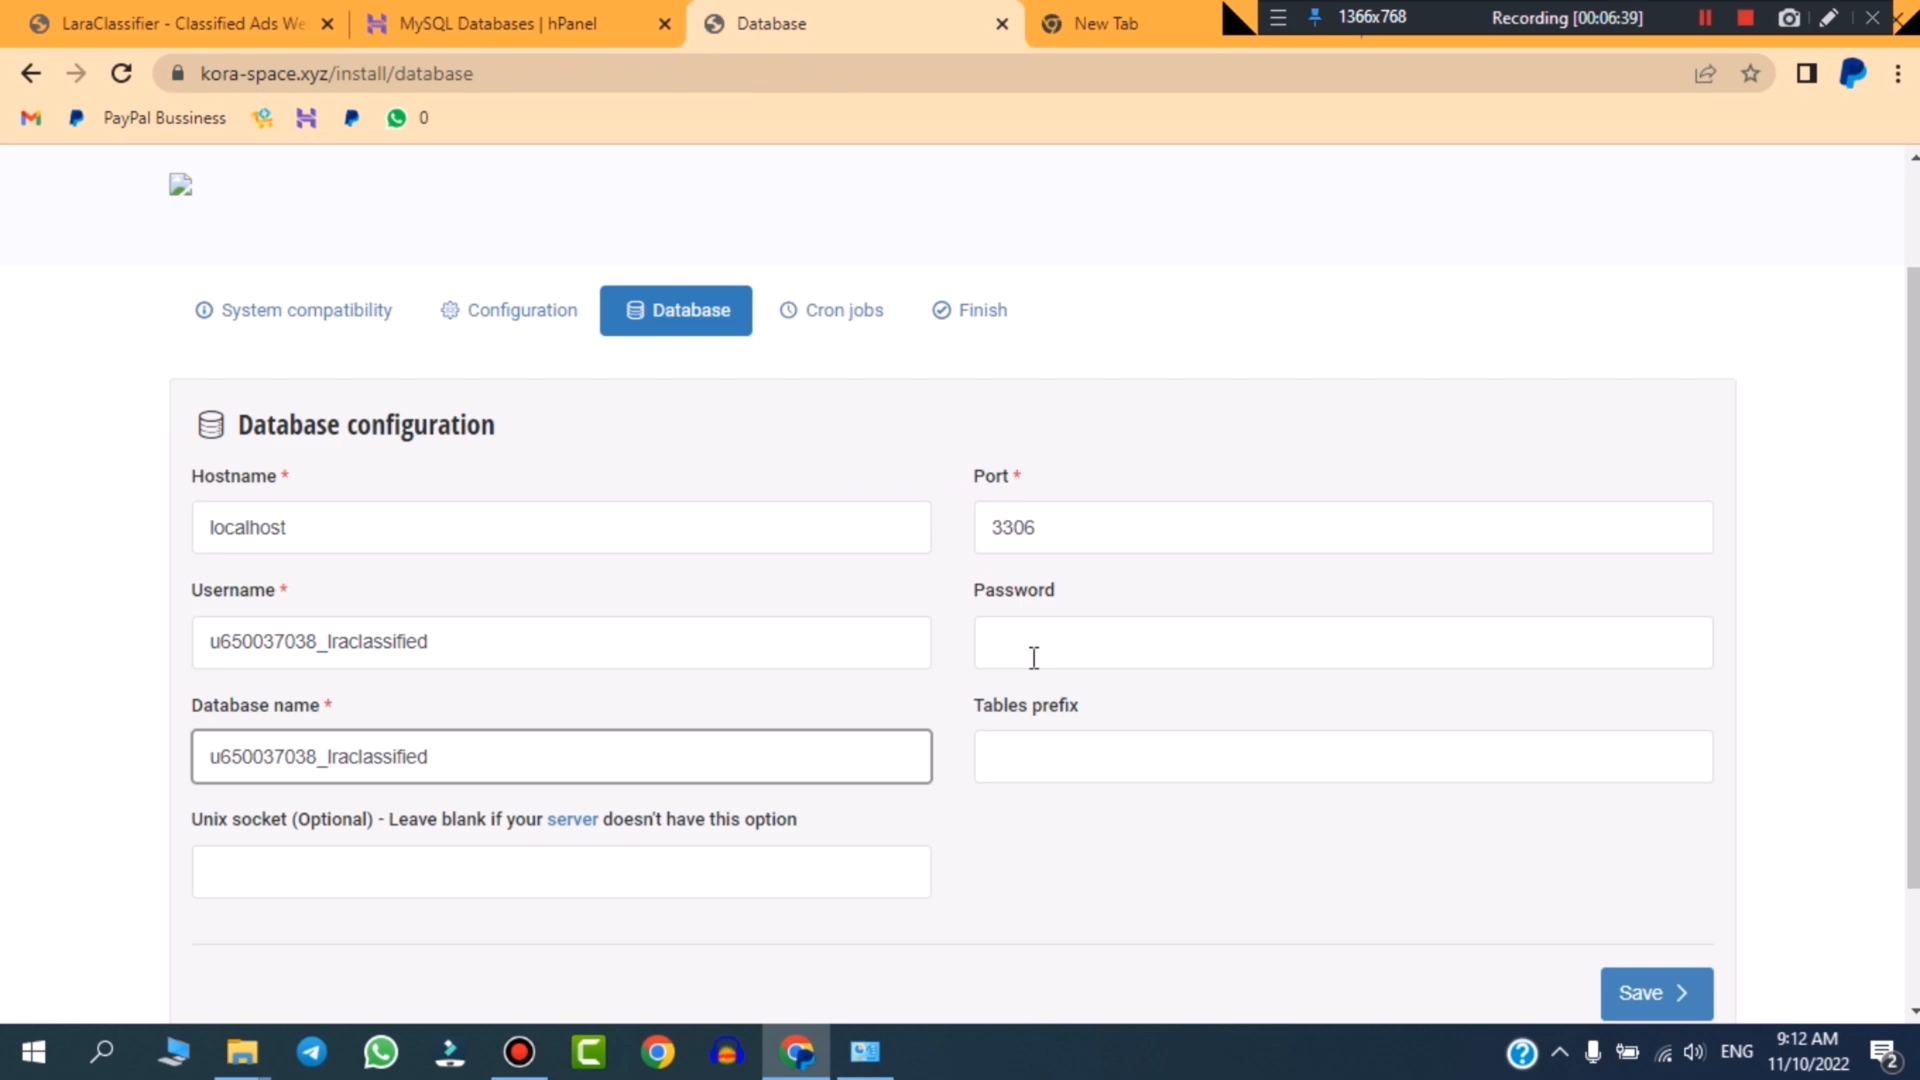 LaraClassifier - Classified Ads We
MySQL Databases | hPanel
Database
New Tab
1366x768
Recording [00:06:39]
kora-space.xyz/install/database
PayPal Bussiness
0
System compatibility
Configuration
Database
Cron jobs
Finish
Database configuration
Hostname *
Port *
localhost
3306
Username *
Password
u650037038_lraclassified
Database name *
Tables prefix
u650037038_lraclassified
Unix socket (Optional) - Leave blank if your server doesn't have this option
Save
ENG
9:12 AM
11/10/2022
2